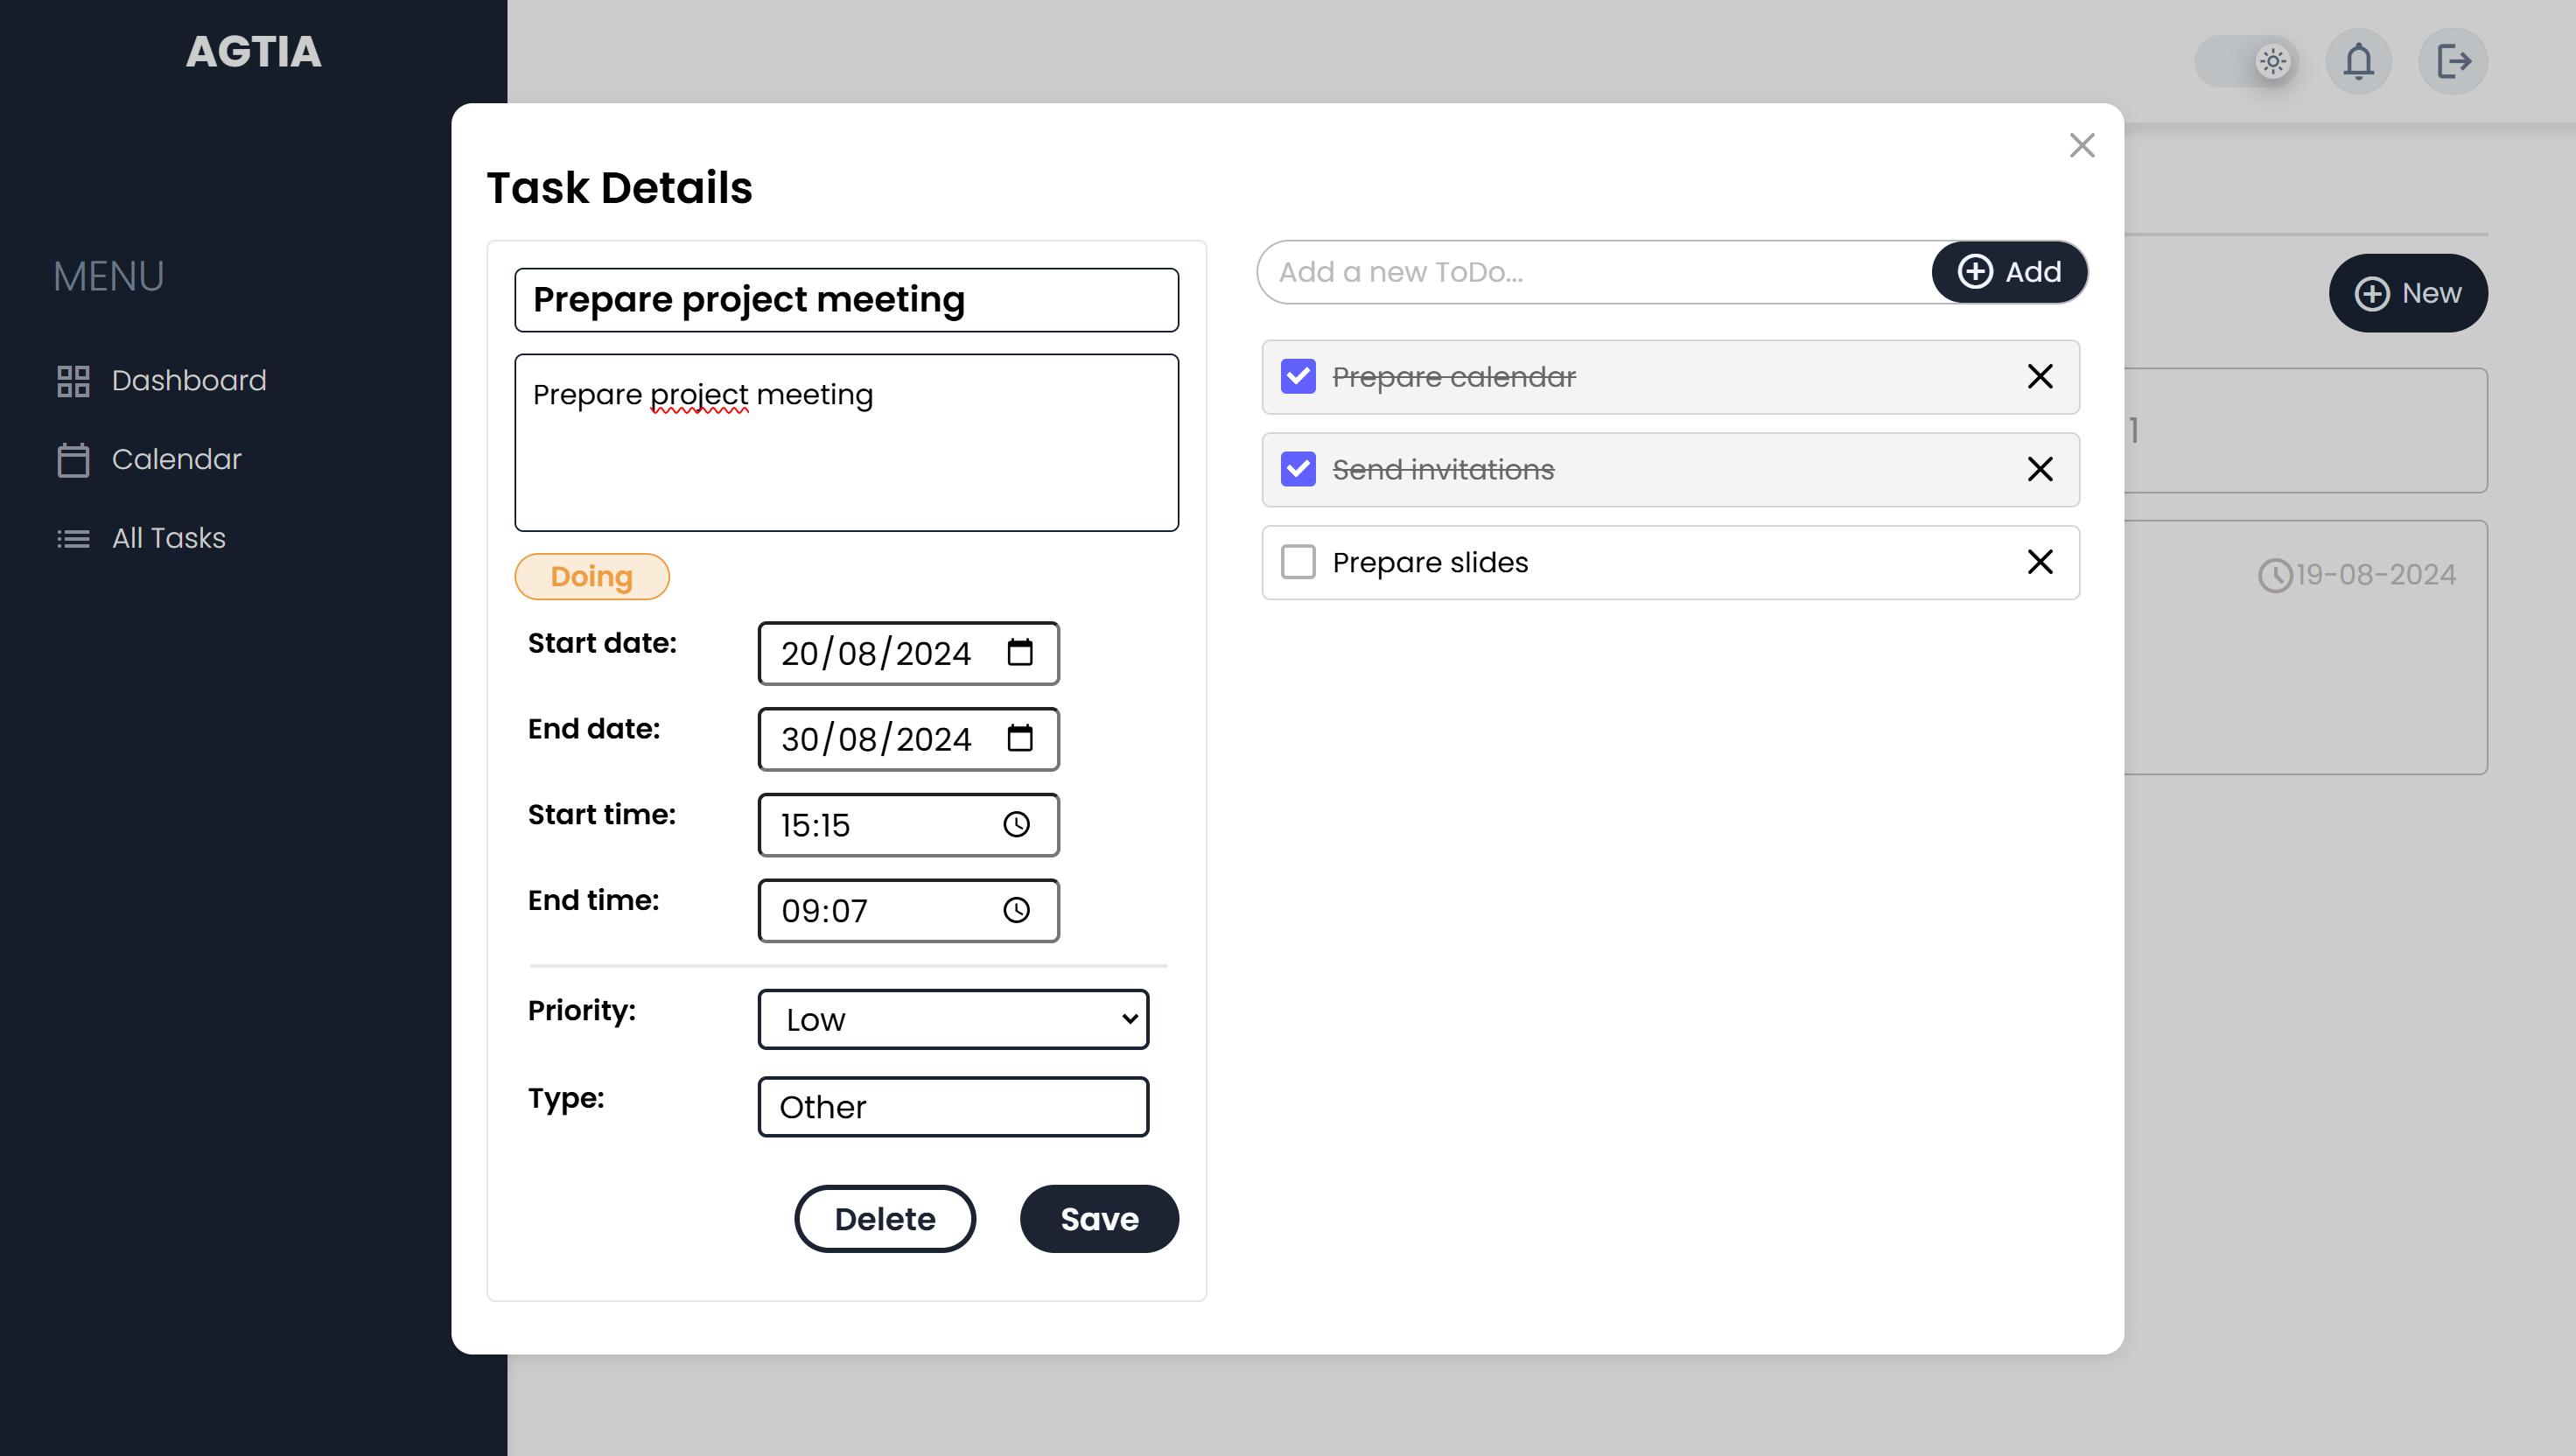 AGTIA
MENU
Dashboard
Calendar
All Tasks
Task Details
Prepare project meeting
Prepare project meeting
Doing
Start date: 20/08/2024
End date: 30/08/2024
Start time: 15:15
End time: 09:07
Priority: Low
Type: Other
Delete Save
Add a new ToDo... Add
Prepare calendar
Send invitations
Prepare slides
New
1
19-08-2024